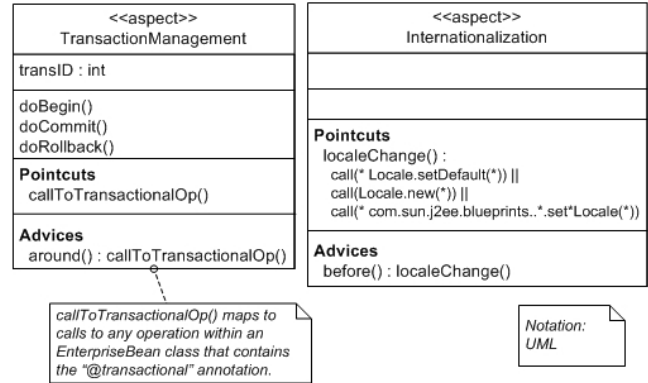 <<aspect>>
TransactionManagement
transID : int
doBegin()
doCommit()
doRollback()
Pointcuts
callToTransactionalOp()
Advices
around() : callToTransactionalOp()
callToTransactionalOp() maps to
calls to any operation within an
EnterpriseBean class that contains
the "@transactional" annotation.
<<aspect>>
Internationalization
Pointcuts
localeChange() :
call(* Locale.setDefault(*)) ||
call(Locale.new(*)) ||
call(* com.sun.j2ee.blueprints..*.set*Locale(*))
Advices
before() : localeChange()
Notation:
UML